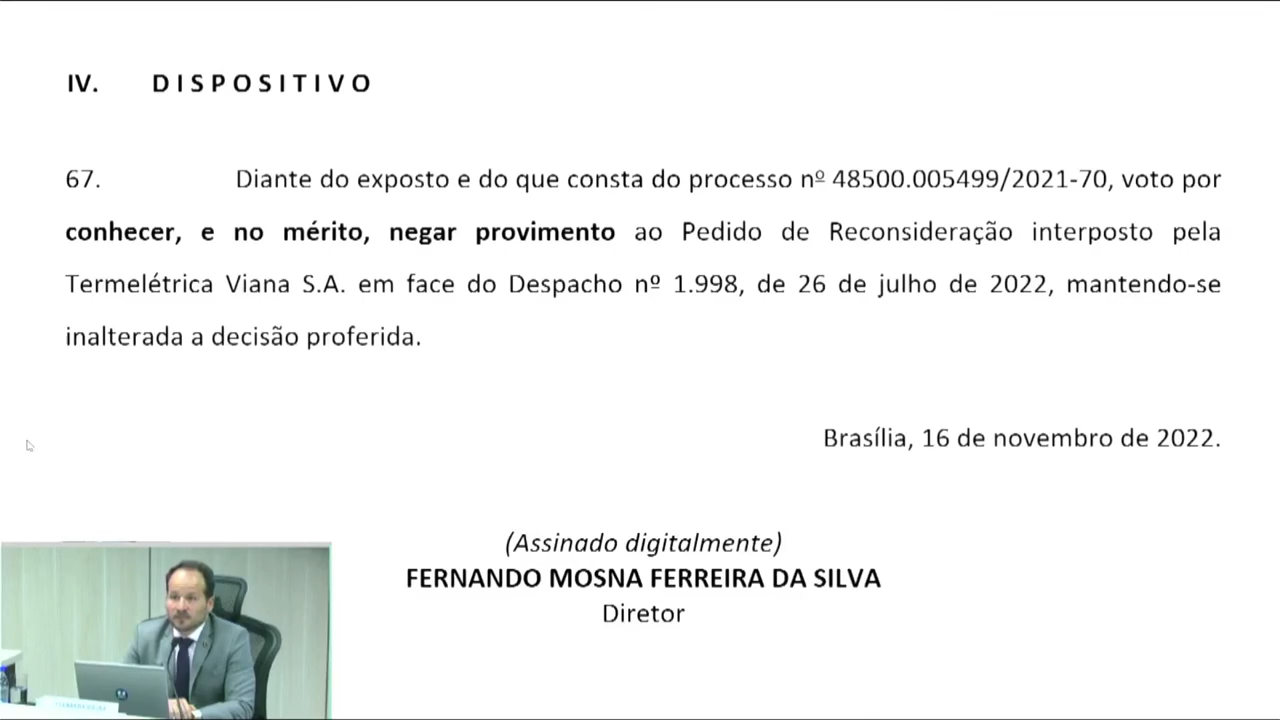 IV. DISPOSITIVO
67. Diante do exposto e do que consta do processo nº 48500.005499/2021-70, voto por
conhecer, e no mérito, negar provimento ao Pedido de Reconsideração interposto pela
Termelétrica Viana S.A. em face do Despacho nº 1.998, de 26 de julho de 2022, mantendo-se
inalterada a decisão proferida.
Brasília, 16 de novembro de 2022.
(Assinado digitalmente)
FERNANDO MOSNA FERREIRA DA SILVA
Diretor